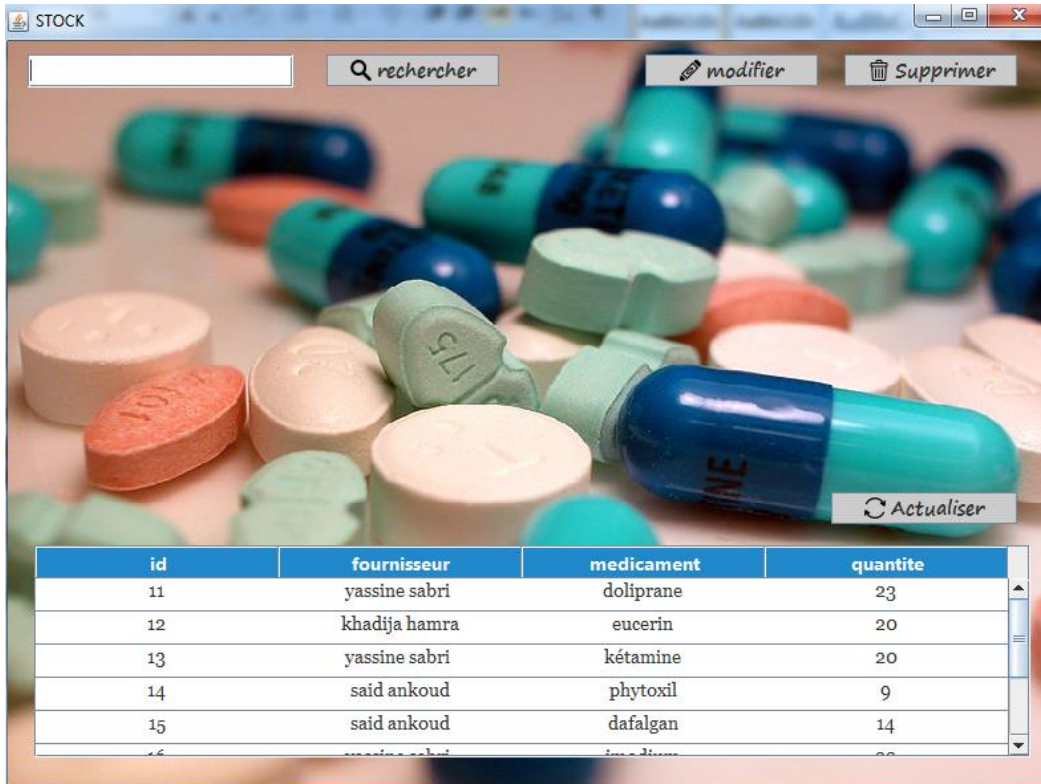 STOCK
rechercher modifier Supprimer
175
Actualiser
id fournisseur medicament quantite
11 yassine sabri doliprane 23
12 khadija hamra eucerin 20
13 yassine sabri kétamine 20
14 said ankoud phytoxil 9
15 said ankoud dafalgan 14